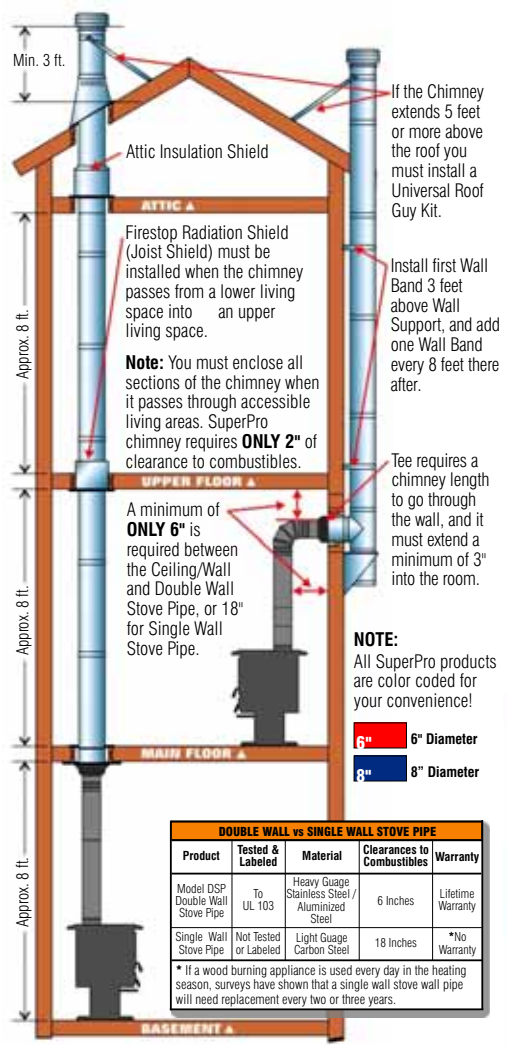 Min. 3 ft.
If the Chimney
extends 5 feet
or more above
the roof you
must install a
Universal Roof
Guy Kit.
Attic Insulation Shield
ATTIC ▲
Firestop Radiation Shield
(Joist Shield) must be
installed when the chimney
passes from a lower living
space into an upper
living space.
Install first Wall
Band 3 feet
above Wall
Support, and add
one Wall Band
every 8 feet there
after.
Approx. 8 ft.
Note: You must enclose all
sections of the chimney when
it passes through accessible
living areas. SuperPro
chimney requires ONLY 2" of
clearance to combustibles.
UPPER FLOOR ▲
Tee requires a
chimney length
to go through
the wall, and it
must extend a
minimum of 3"
into the room.
A minimum of
ONLY 6" is
required between
the Ceiling/Wall
and Double Wall
Stove Pipe, or 18"
for Single Wall
Stove Pipe.
Approx. 8 ft.
NOTE:
All SuperPro products
are color coded for
your convenience!
6" 6" Diameter
8" 8” Diameter
MAIN FLOOR ▲
Approx. 8 ft.
DOUBLE WALL vs SINGLE WALL STOVE PIPE
Product Tested & Labeled Material Clearances to Combustibles Warranty
Model DSP Double Wall Stove Pipe To UL 103 Heavy Guage Stainless Steel / Aluminized Steel 6 Inches Lifetime Warranty
Single Wall Stove Pipe Not Tested or Labeled Light Guage Carbon Steel 18 Inches *No Warranty
* If a wood burning appliance is used every day in the heating
season, surveys have shown that a single wall stove wall pipe
will need replacement every two or three years.
BASEMENT ▲